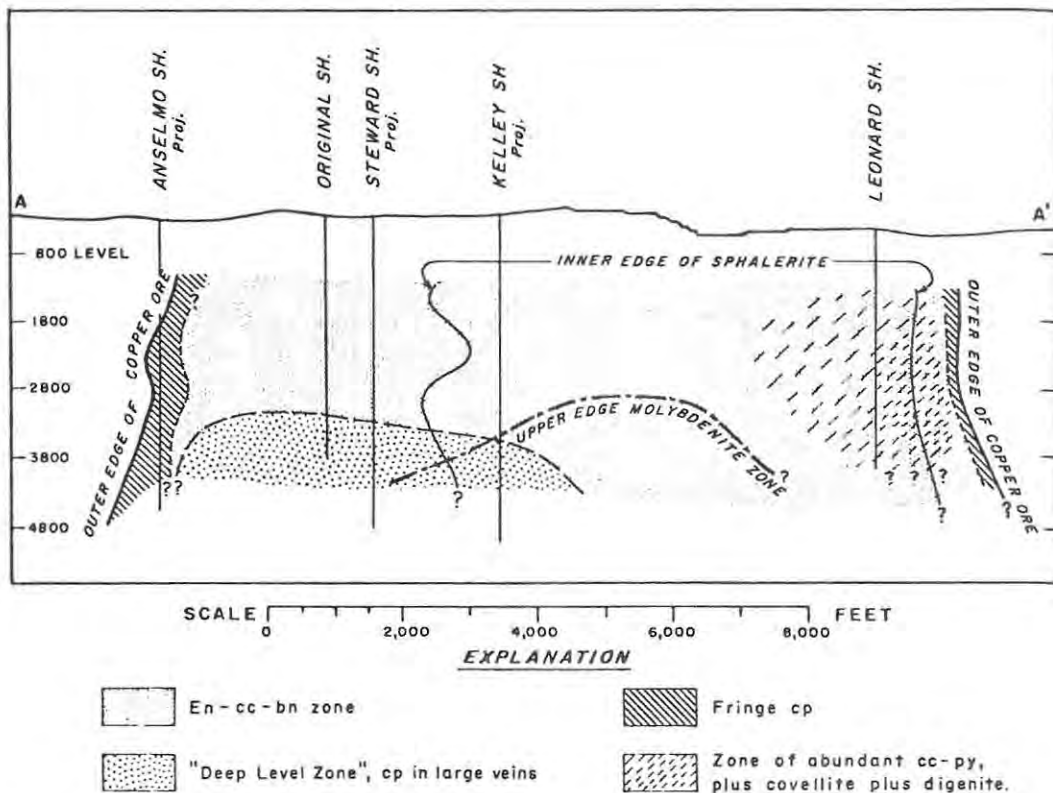 ANSELMO SH.
Proj.
ORIGINAL SH.
STEWARD SH.
Proj.
KELLEY SH
Proj.
LEONARD SH.
A
A'
800 LEVEL
INNER EDGE OF SPHALERITE
1800
2800
3800
4800
OUTER EDGE OF COPPER ORE
UPPER EDGE MOLYBDENITE ZONE
OUTER EDGE OF COPPER ORE
?
??
?
?
? ? ?
?
?
SCALE
0
2,000
4,000
6,000
8,000
FEET
EXPLANATION
En-cc-bn zone
Fringe cp
"Deep Level Zone", cp in large veins
Zone of abundant cc-py,
plus covellite plus digenite.